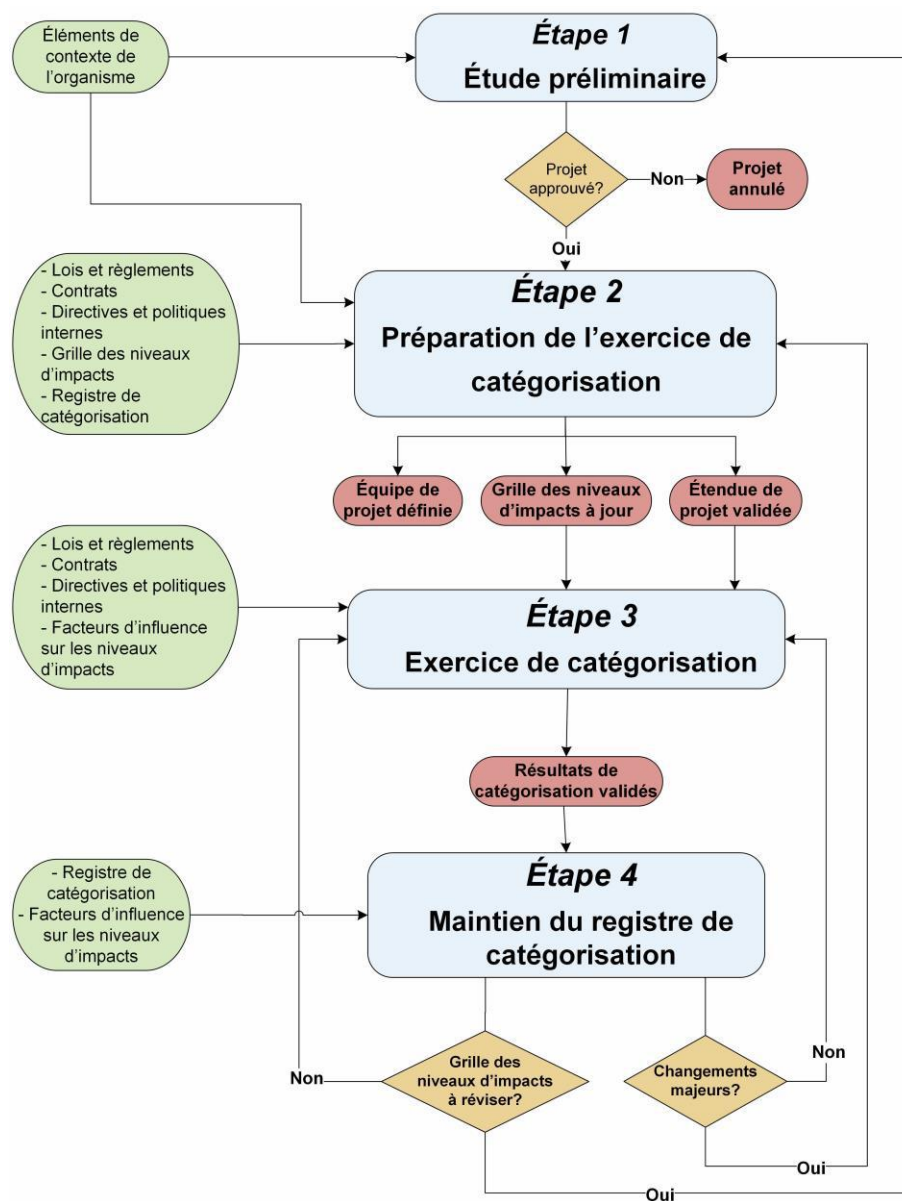 Éléments de
contexte de
l'organisme
Étape 1
Étude préliminaire
Projet
approuvé?
Non
Projet
annulé
Oui
- Lois et règlements
- Contrats
- Directives et politiques
internes
- Grille des niveaux
d'impacts
- Registre de
catégorisation
Étape 2
Préparation de l'exercice de
catégorisation
Équipe de
projet définie
Grille des niveaux
d'impacts à jour
Étendue de
projet validée
- Lois et règlements
- Contrats
- Directives et politiques
internes
- Facteurs d'influence
sur les niveaux
d'impacts
Étape 3
Exercice de catégorisation
Résultats de
catégorisation validés
- Registre de
catégorisation
- Facteurs d'influence
sur les niveaux
d'impacts
Étape 4
Maintien du registre de
catégorisation
Non
Grille des
niveaux d'impacts
à réviser?
Changements
majeurs?
Non
Oui
Oui